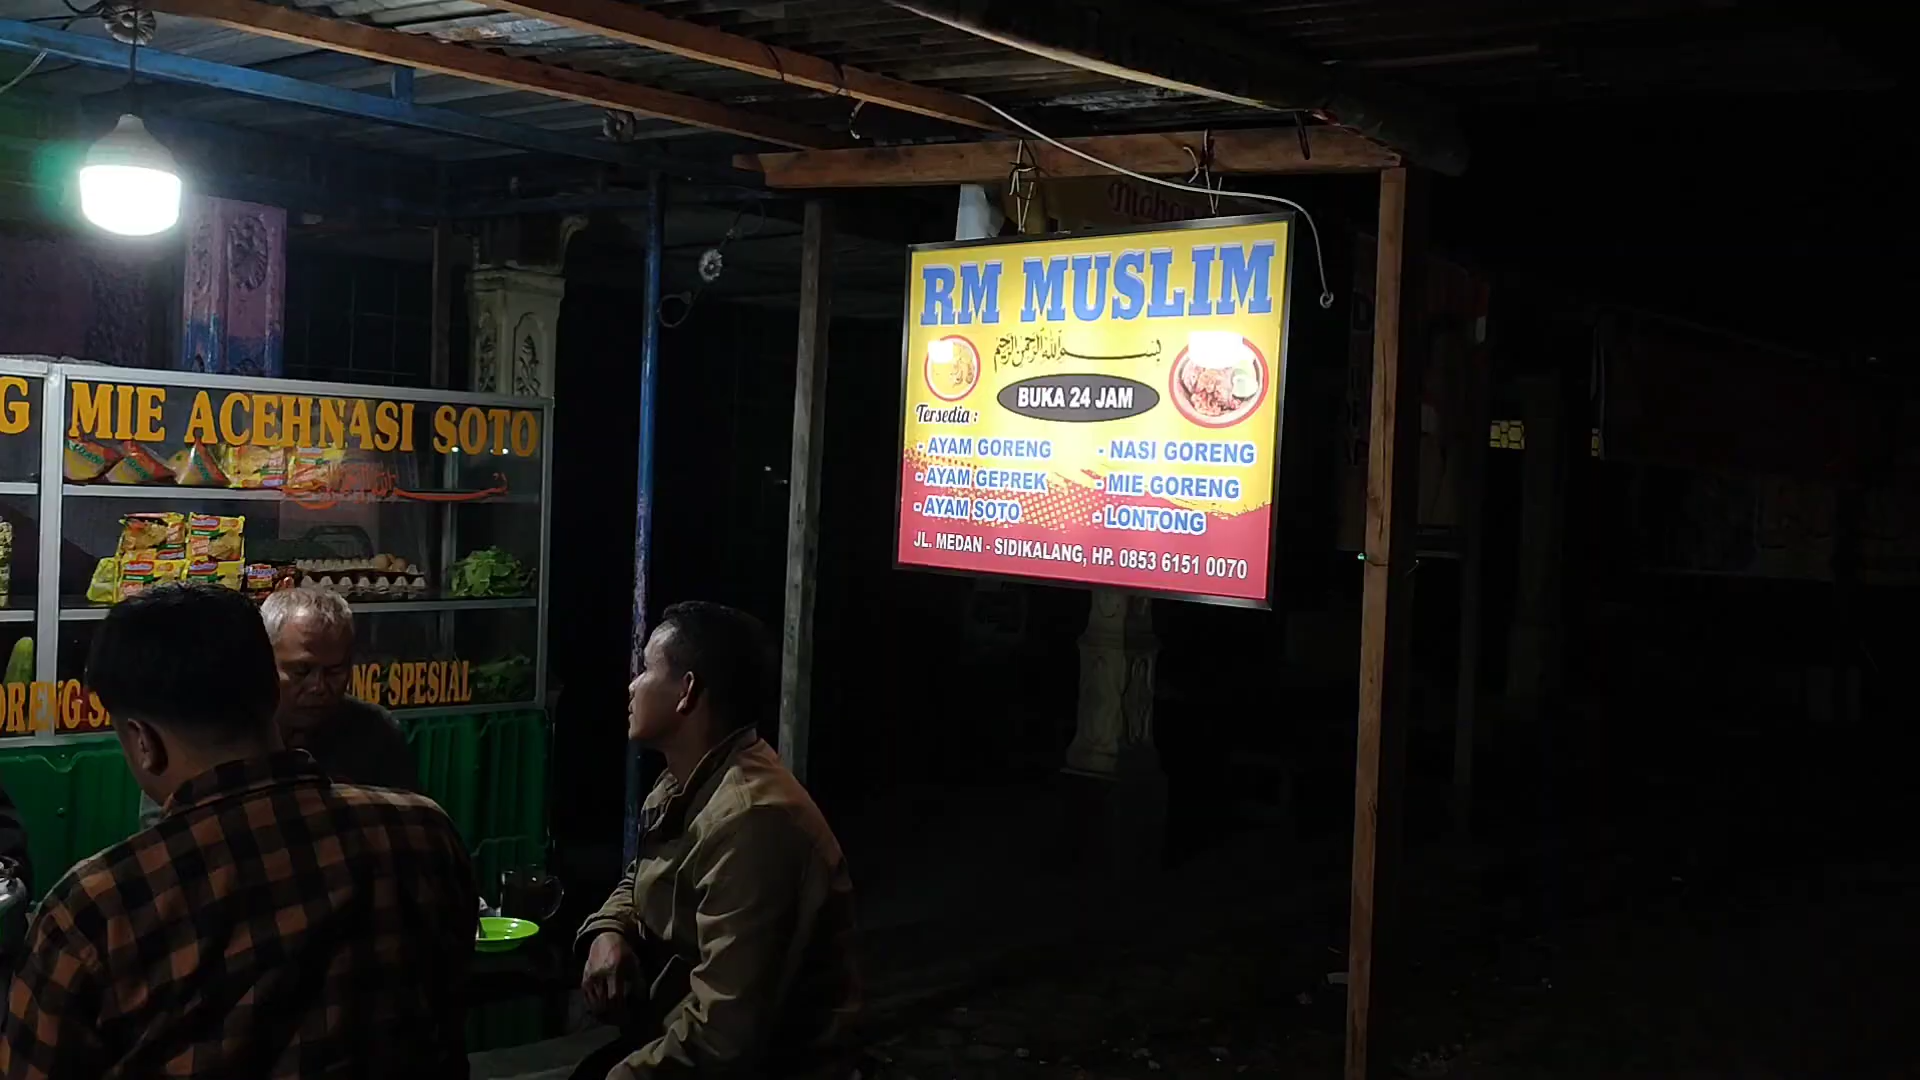 RM MUSLIM
بسم الله الرحمن الرحيم
BUKA 24 JAM
Tersedia :
- AYAM GORENG
- AYAM GEPREK
- AYAM SOTO
- NASI GORENG
- MIE GORENG
- LONTONG
JL. MEDAN - SIDIKALANG, HP. 0853 6151 0070
G MIE ACEH NASI SOTO
NG SPESIAL